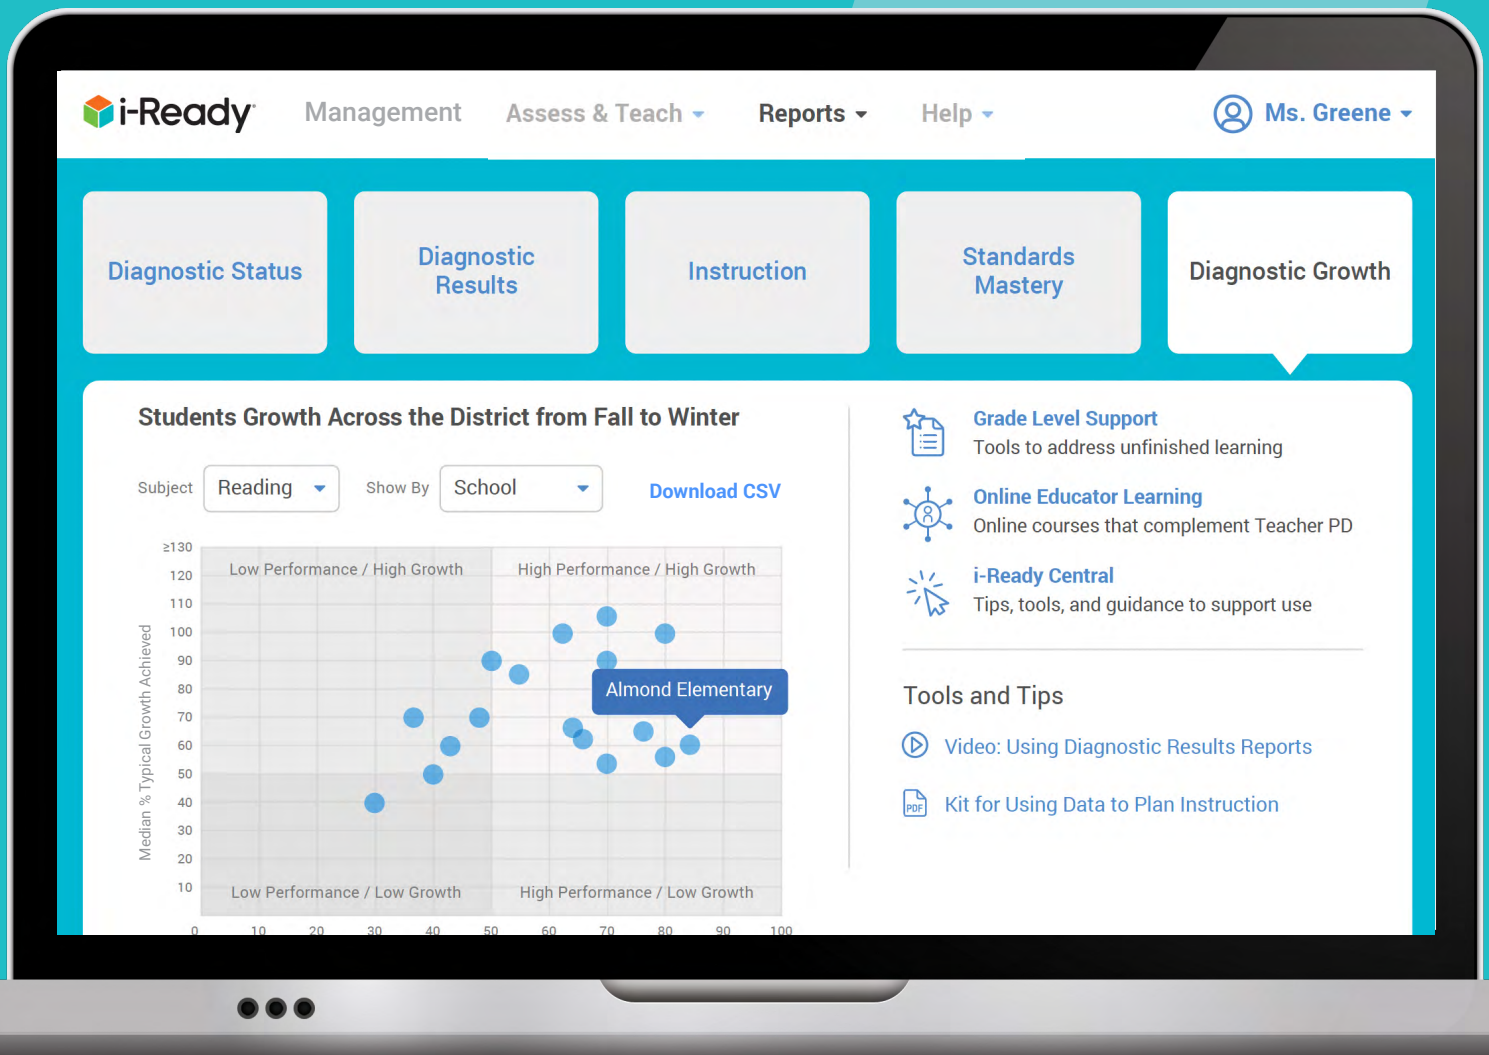 i-Ready
Management
Assess & Teach
Reports
Help
Ms. Greene
Diagnostic Status
Diagnostic
Results
Instruction
Standards
Mastery
Diagnostic Growth
Students Growth Across the District from Fall to Winter
Subject
Reading
Show By
School
Download CSV
Median % Typical Growth Achieved
≥130
120
110
100
90
80
70
60
50
40
30
20
10
Low Performance / High Growth
High Performance / High Growth
Almond Elementary
Low Performance / Low Growth
High Performance / Low Growth
0 10 20 30 40 50 60 70 80 90 100
Grade Level Support
Tools to address unfinished learning
Online Educator Learning
Online courses that complement Teacher PD
i-Ready Central
Tips, tools, and guidance to support use
Tools and Tips
Video: Using Diagnostic Results Reports
PDF
Kit for Using Data to Plan Instruction